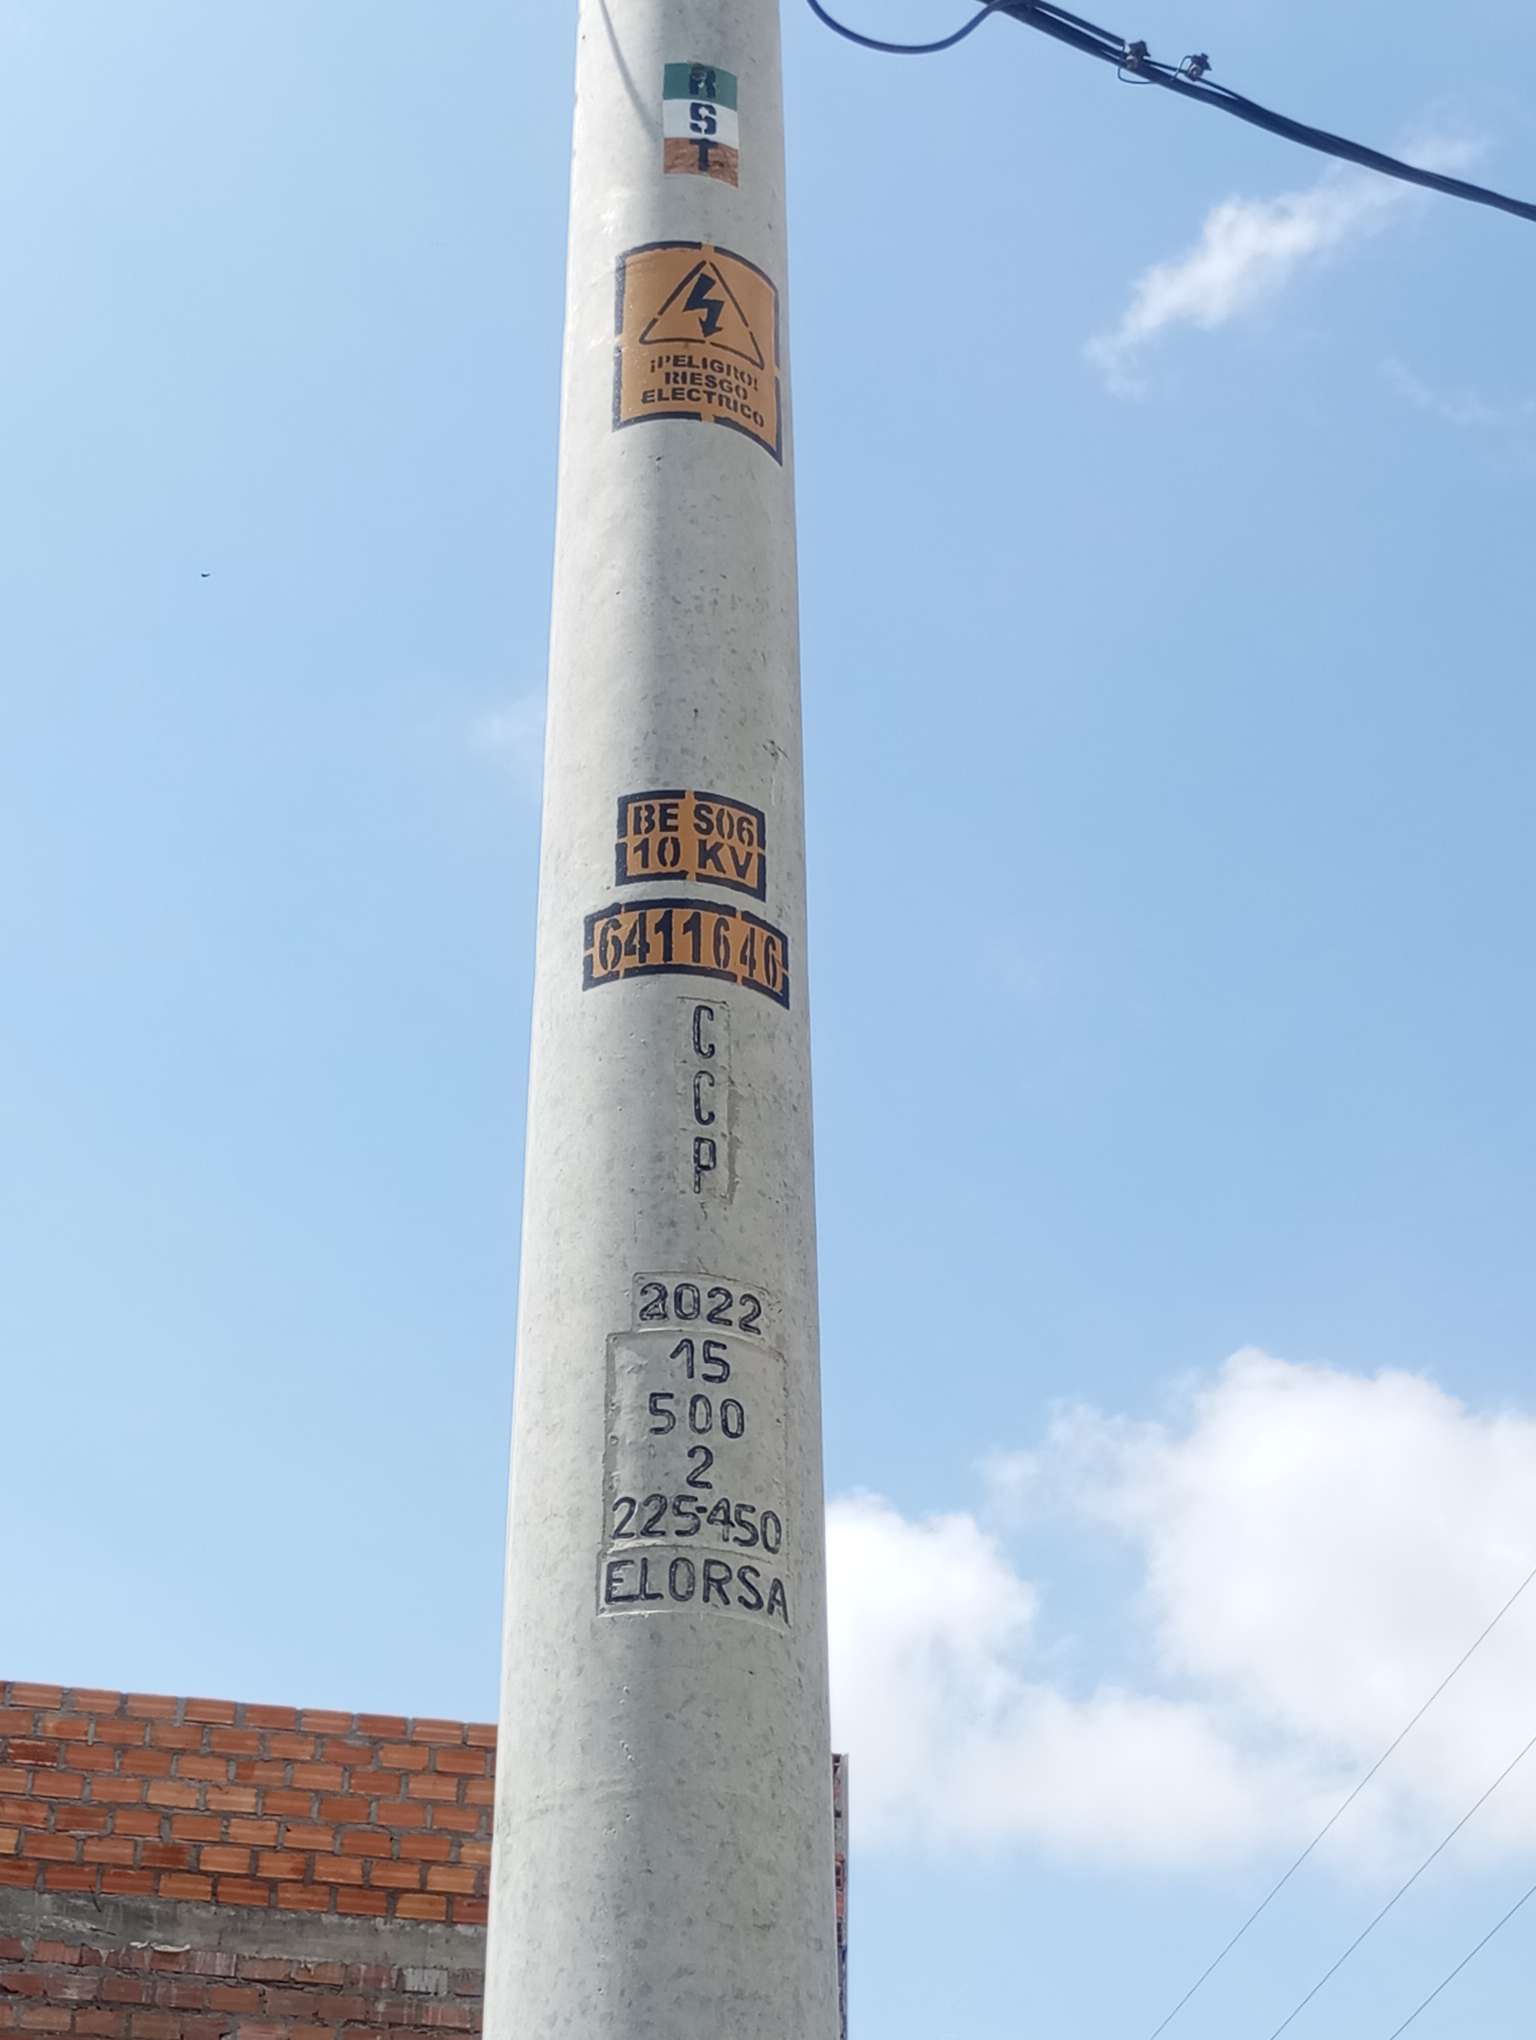 R
S
T
¡PELIGRO!
RIESGO
ELECTRICO
BE S06
10 KV
6411646
C
C
P
2022
15
500
2
225-450
ELORSA